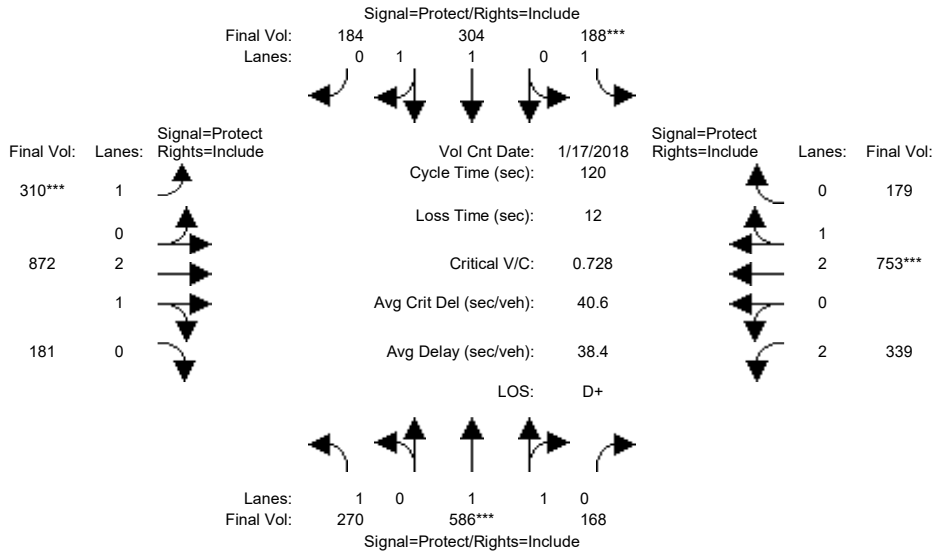 Signal=Protect/Rights=Include
Final Vol: 184 304 188***
Lanes: 0 1 1 0 1
Signal=Protect
Final Vol: Lanes: Rights=Include
Vol Cnt Date: 1/17/2018
Signal=Protect
Rights=Include Lanes: Final Vol:
Cycle Time (sec): 120
310*** 1
0 179
Loss Time (sec): 12
0
1
872 2
Critical V/C: 0.728
2 753***
1
Avg Crit Del (sec/veh): 40.6
0
181 0
Avg Delay (sec/veh): 38.4
2 339
LOS: D+
Lanes: 1 0 1 1 0
Final Vol: 270 586*** 168
Signal=Protect/Rights=Include